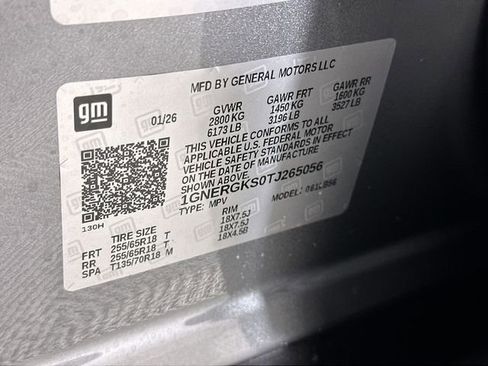 MFD BY GENERAL MOTORS LLC
gm
01/26
GVWR GAWR FRT GAWR RR
2800 KG 1450 KG 1600 KG
6173 LB 3196 LB 3527 LB
THIS VEHICLE CONFORMS TO ALL
APPLICABLE U.S. FEDERAL MOTOR
VEHICLE SAFETY STANDARDS IN EFFECT
ON THE DATE OF MANUFACTURE
SHOWN ABOVE.
1GNERGKS0TJ265056
TYPE: MPV MODEL:
130H
TIRE SIZE RIM
FRT 255/65R18 T 18X7.5J
RR 255/65R18 T 18X7.5J
SPA T135/70R18 M 18X4.5B